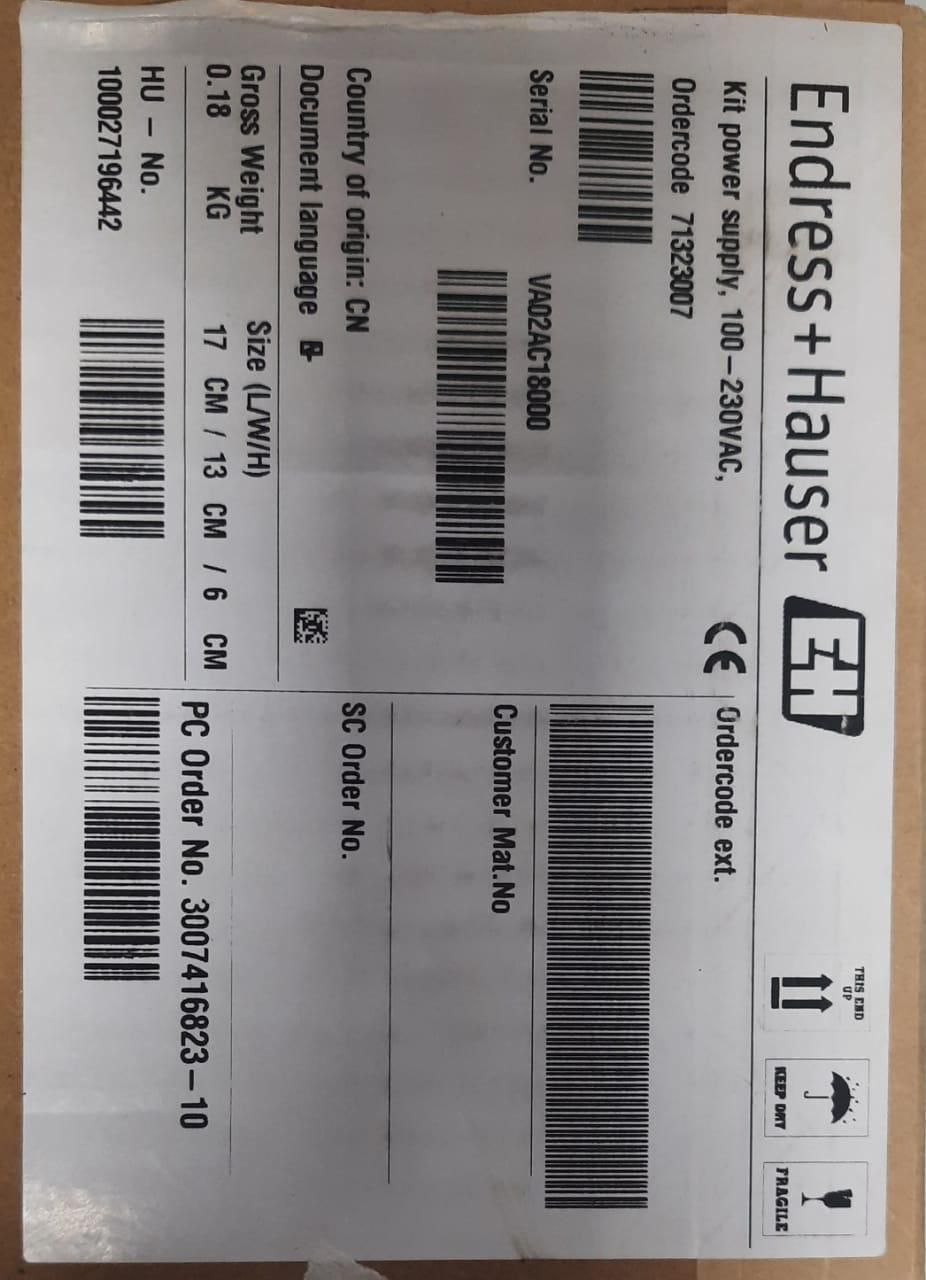 Endress+Hauser
THIS END
UP
KEEP DRY
FRAGILE
Kit power supply, 100-230VAC,
CE
Ordercode 71323007
Ordercode ext.
Serial No. VA02AC18000
Customer Mat.No
Country of origin: CN
SC Order No.
Document language
Gross Weight Size (L/W/H)
0.18 KG 17 CM / 13 CM / 6 CM
PC Order No. 3007416823-10
HU - No.
100027196442